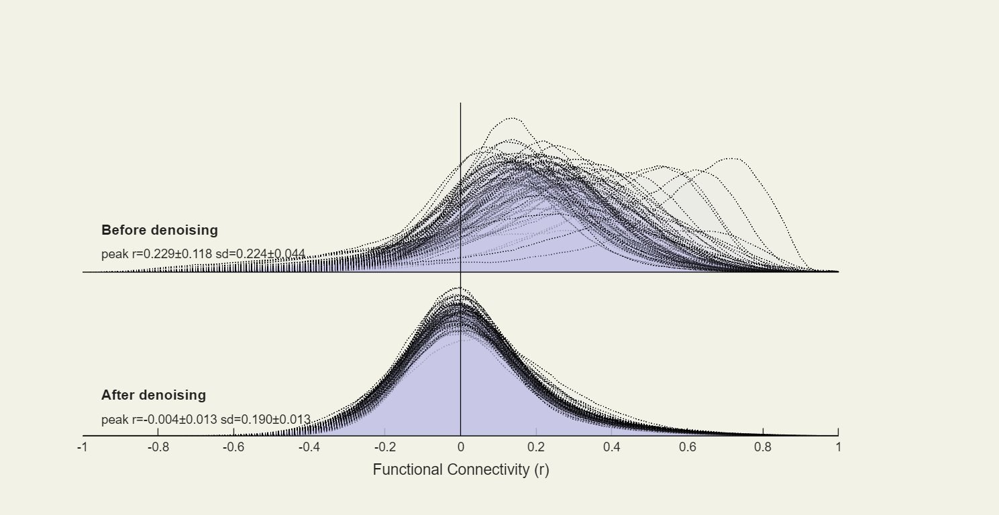 Before denoising
peak r=0.229±0.118 sd=0.224±0.044
After denoising
peak r=-0.004±0.013 sd=0.190±0.013
-1 -0.8 -0.6 -0.4 -0.2 0 0.2 0.4 0.6 0.8 1
Functional Connectivity (r)